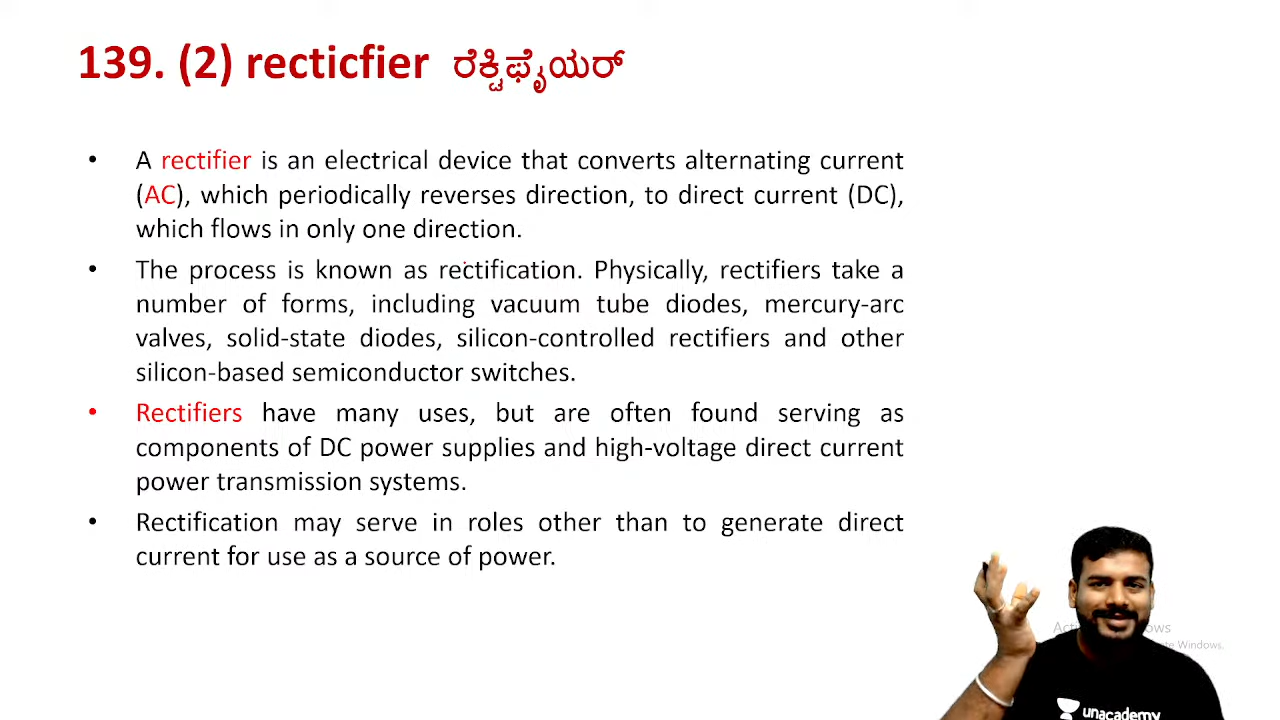 139. (2) recticfier ರೆಕ್ಟಿಫೈಯರ್
• A rectifier is an electrical device that converts alternating current
(AC), which periodically reverses direction, to direct current (DC),
which flows in only one direction.
• The process is known as rectification. Physically, rectifiers take a
number of forms, including vacuum tube diodes, mercury-arc
valves, solid-state diodes, silicon-controlled rectifiers and other
silicon-based semiconductor switches.
• Rectifiers have many uses, but are often found serving as
components of DC power supplies and high-voltage direct current
power transmission systems.
• Rectification may serve in roles other than to generate direct
current for use as a source of power.
Windows,
unacademy